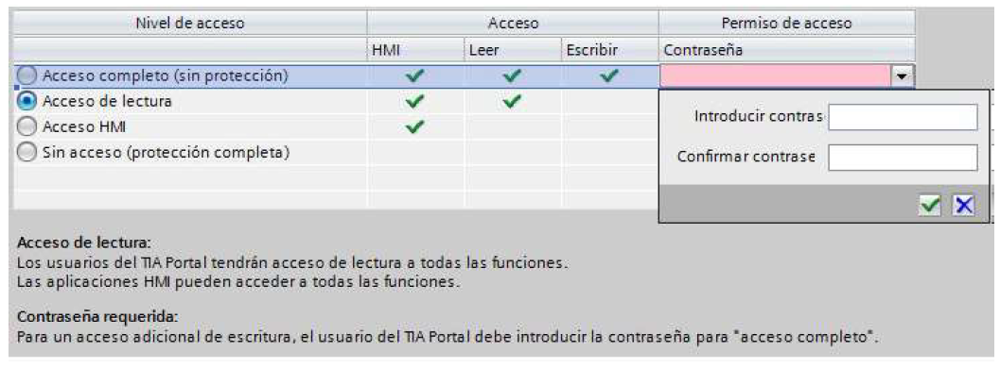 Nivel de acceso Acceso Permiso de acceso
HMI Leer Escribir Contraseña
Acceso completo (sin protección)
Acceso de lectura
Introducir contras
Acceso HMI
Sin acceso (protección completa)
Confirmar contrase
Acceso de lectura:
Los usuarios del TIA Portal tendrán acceso de lectura a todas las funciones.
Las aplicaciones HMI pueden acceder a todas las funciones.
Contraseña requerida:
Para un acceso adicional de escritura, el usuario del TIA Portal debe introducir la contraseña para "acceso completo".